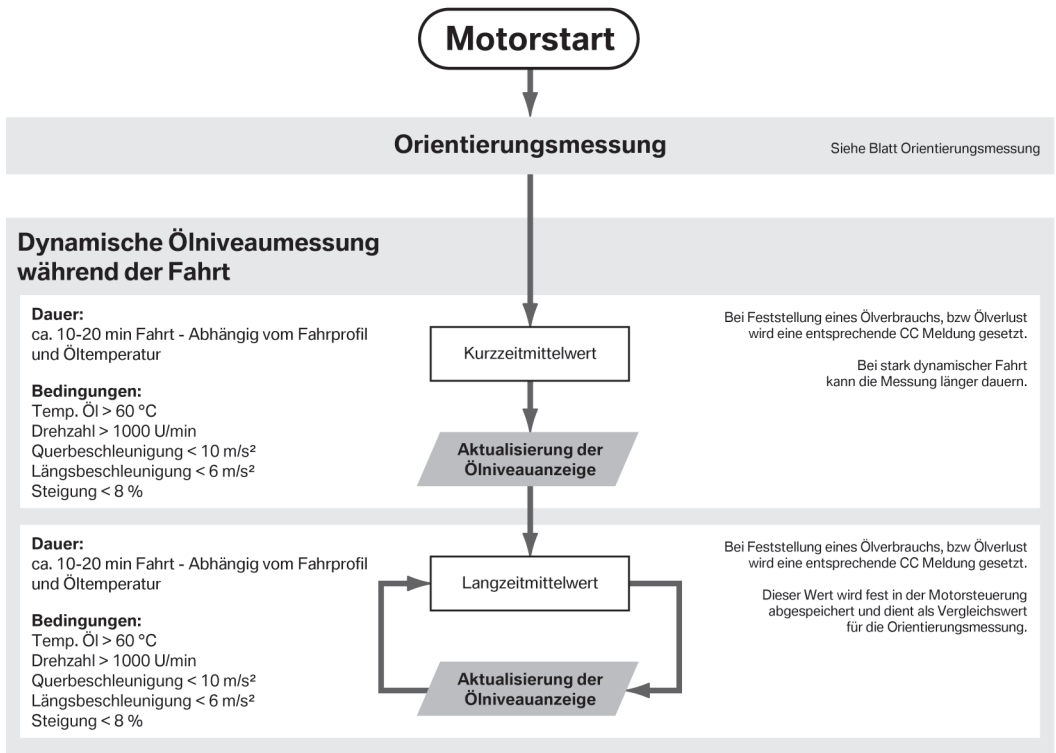 Motorstart
Orientierungsmessung
Siehe Blatt Orientierungsmessung
Dynamische Ölniveaumessung
während der Fahrt
Dauer:
ca. 10-20 min Fahrt - Abhängig vom Fahrprofil
und Öltemperatur
Bedingungen:
Temp. Öl > 60 °C
Drehzahl > 1000 U/min
Querbeschleunigung < 10 m/s²
Längsbeschleunigung < 6 m/s²
Steigung < 8 %
Kurzzeitmittelwert
Aktualisierung der
Ölniveauanzeige
Bei Feststellung eines Ölverbrauchs, bzw Ölverlust
wird eine entsprechende CC Meldung gesetzt.
Bei stark dynamischer Fahrt
kann die Messung länger dauern.
Dauer:
ca. 10-20 min Fahrt - Abhängig vom Fahrprofil
und Öltemperatur
Bedingungen:
Temp. Öl > 60 °C
Drehzahl > 1000 U/min
Querbeschleunigung < 10 m/s²
Längsbeschleunigung < 6 m/s²
Steigung < 8 %
Langzeitmittelwert
Aktualisierung der
Ölniveauanzeige
Bei Feststellung eines Ölverbrauchs, bzw Ölverlust
wird eine entsprechende CC Meldung gesetzt.
Dieser Wert wird fest in der Motorsteuerung
abgespeichert und dient als Vergleichswert
für die Orientierungsmessung.